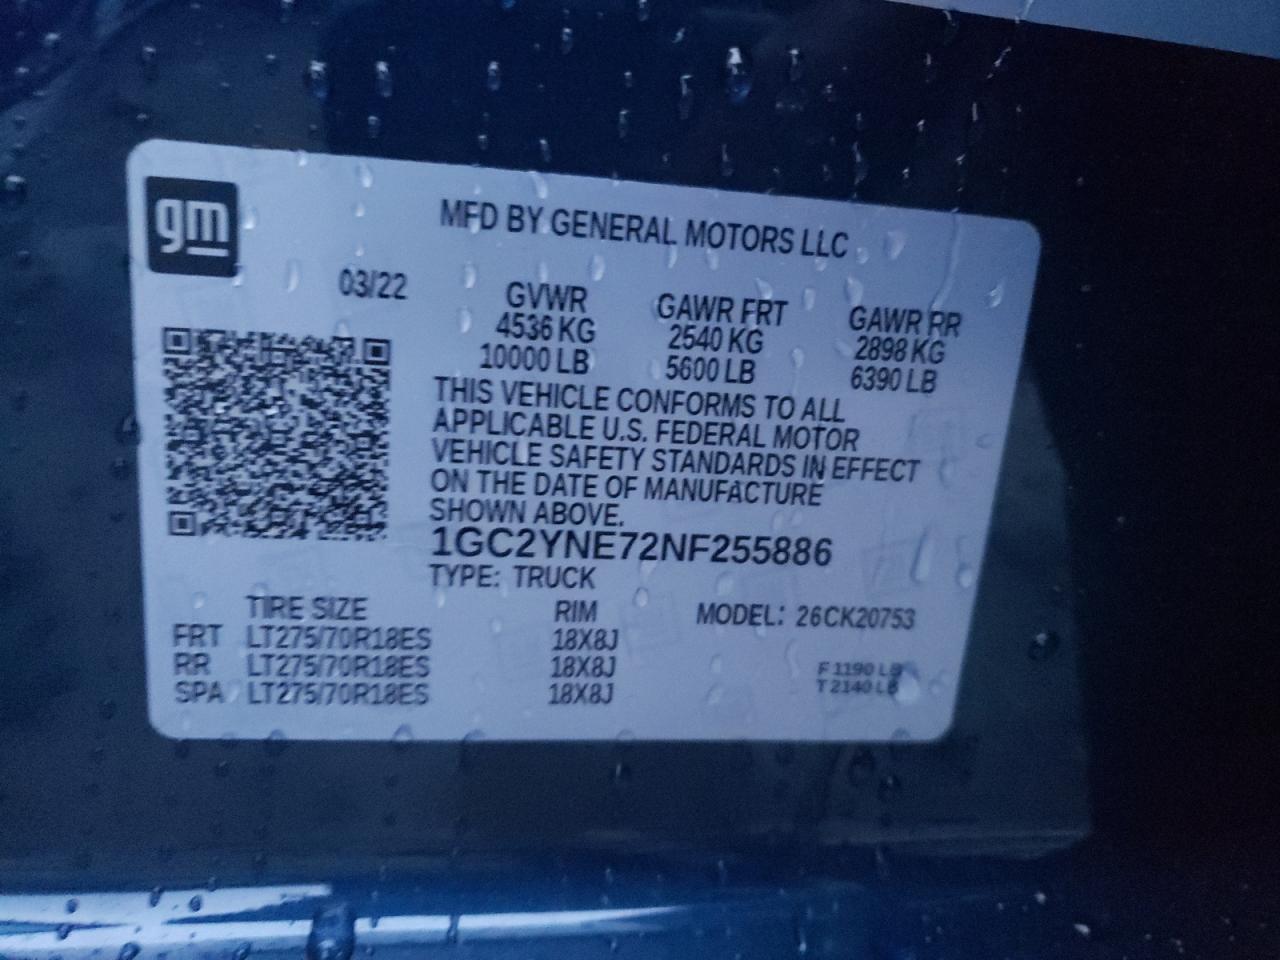 gm
MFD BY GENERAL MOTORS LLC
03/22
GVWR GAWR FRT GAWR RR
4536 KG 2540 KG 2898 KG
10000 LB 5600 LB 6390 LB
THIS VEHICLE CONFORMS TO ALL
APPLICABLE U.S. FEDERAL MOTOR
VEHICLE SAFETY STANDARDS IN EFFECT
ON THE DATE OF MANUFACTURE
SHOWN ABOVE.
1GC2YNE72NF255886
TYPE: TRUCK
TIRE SIZE RIM MODEL: 26CK20753
FRT LT275/70R18ES 18X8J
RR LT275/70R18ES 18X8J
SPA LT275/70R18ES 18X8J
F 1190 LB
T 2140 LB